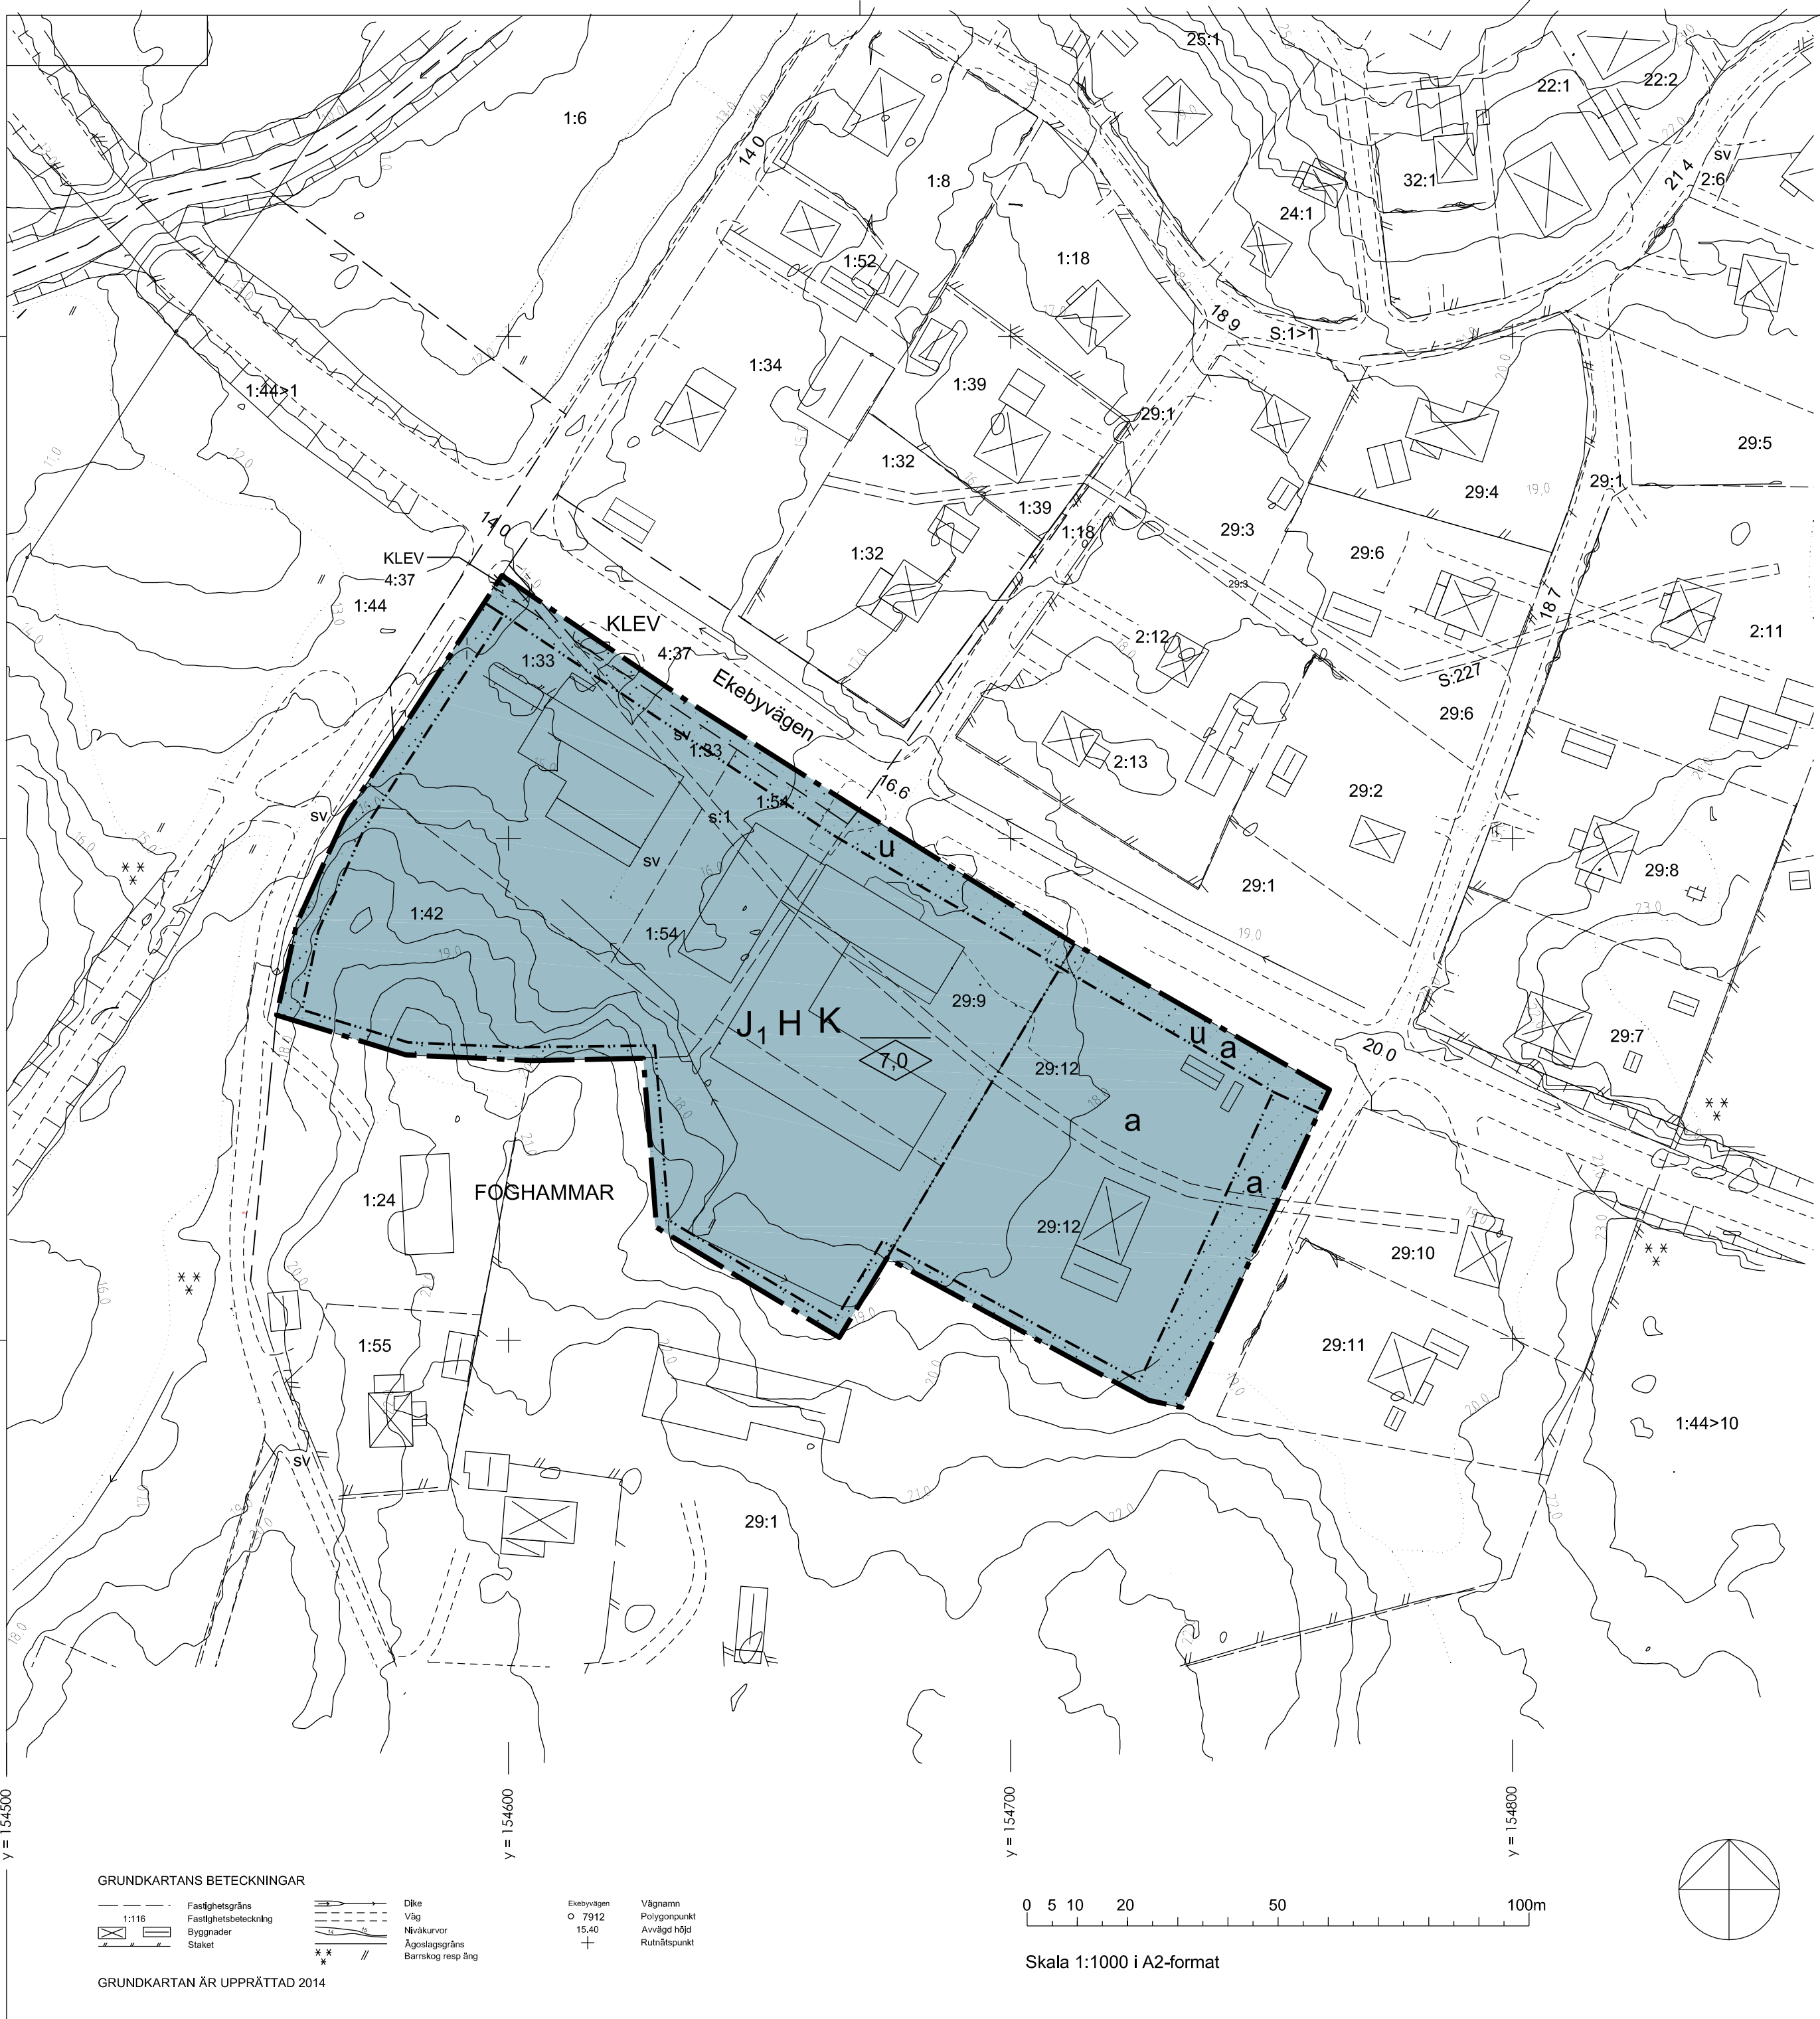 25:1
22:1
22:2
1:6
14 0
1:8
32:1
21 4
sv
2:6
24:1
1:52
1:18
18 9
S:1>1
1:34
1:39
1:44>1
29:1
29:5
1:32
29:4
29:1
14 0
1:39
1:18
29:3
1:32
29:6
KLEV
4:37
29:3
1:44
18 7
KLEV
2:12
2:11
1:33
4:37
Ekebyvägen
S:227
29:6
sv
1:33
2:13
16.6
29:2
sv
1:54
s:1
u
sv
29:8
29:1
1:42
1:54
29:9
J1 H K
u
a
20 0
29:7
7,0
29:12
a
a
FOGHAMMAR
1:24
29:12
29:10
1:55
29:11
1:44>10
sv
29:1
y = 154500
y = 154600
y = 154700
y = 154800
GRUNDKARTANS BETECKNINGAR
Fastighetsgräns
1:116 Fastighetsbeteckning
Byggnader
Staket
Dike
Väg
Nivåkurvor
Ägoslagsgräns
Barrskog resp äng
Ekebyvägen Vägnamn
7912 Polygonpunkt
15,40 Avvägd höjd
Rutnätspunkt
GRUNDKARTAN ÄR UPPRÄTTAD 2014
0 5 10 20 50 100m
Skala 1:1000 i A2-format